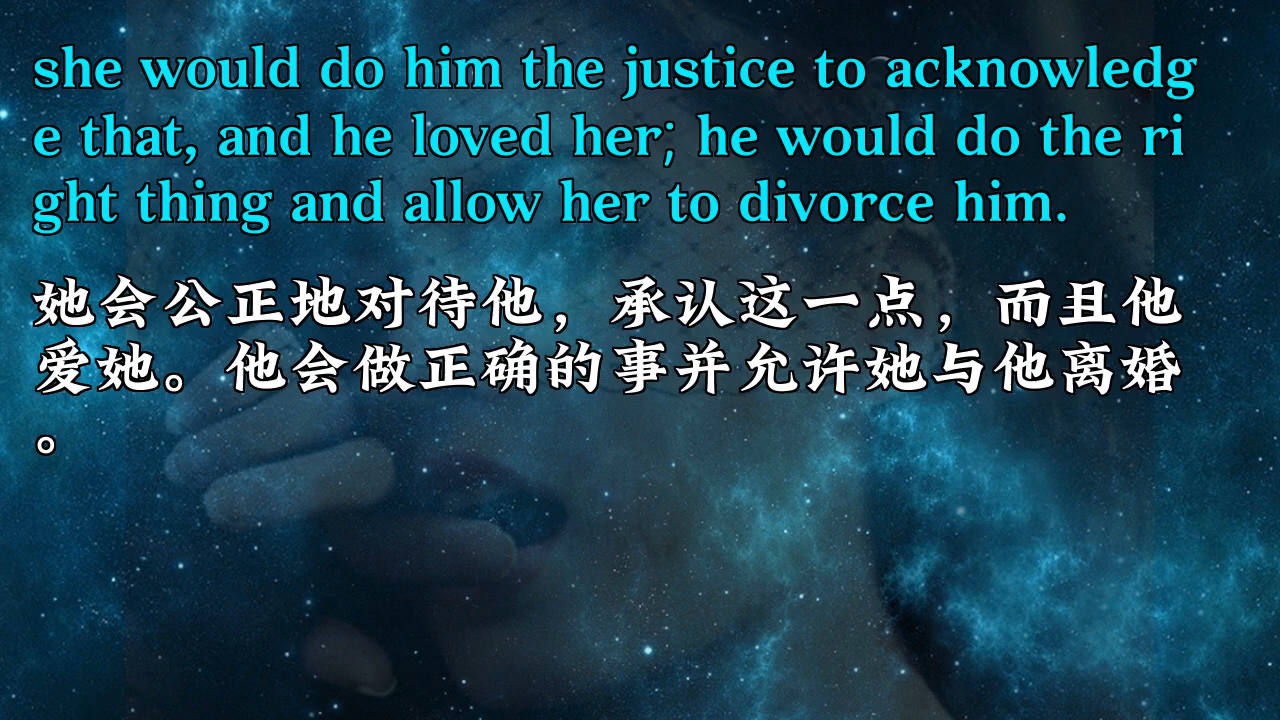 she would do him the justice to acknowledg
e that, and he loved her; he would do the ri
ght thing and allow her to divorce him.
她会公正地对待他，承认这一点，而且他
爱她。他会做正确的事并允许她与他离婚
。